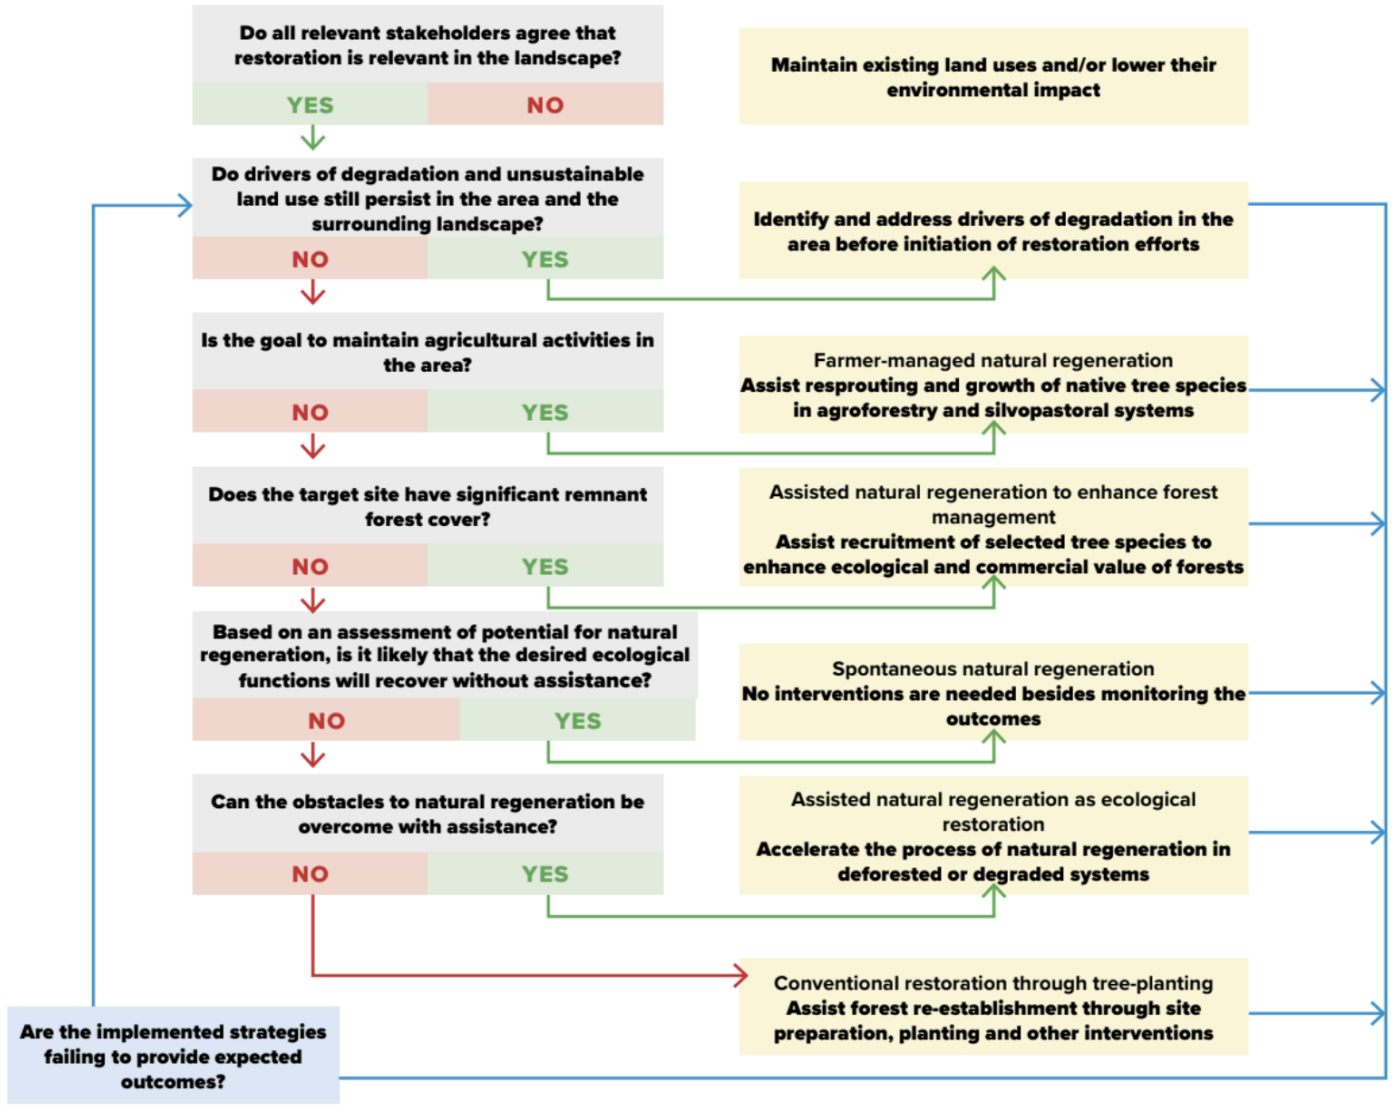 Do all relevant stakeholders agree that
restoration is relevant in the landscape?
YES
NO
Maintain existing land uses and/or lower their
environmental impact
Do drivers of degradation and unsustainable
land use still persist in the area and the
surrounding landscape?
NO
YES
Identify and address drivers of degradation in the
area before initiation of restoration efforts
Is the goal to maintain agricultural activities in
the area?
NO
YES
Farmer-managed natural regeneration
Assist resprouting and growth of native tree species
in agroforestry and silvopastoral systems
Does the target site have significant remnant
forest cover?
NO
YES
Assisted natural regeneration to enhance forest
management
Assist recruitment of selected tree species to
enhance ecological and commercial value of forests
Based on an assessment of potential for natural
regeneration, is it likely that the desired ecological
functions will recover without assistance?
NO
YES
Spontaneous natural regeneration
No interventions are needed besides monitoring the
outcomes
Can the obstacles to natural regeneration be
overcome with assistance?
NO
YES
Assisted natural regeneration as ecological
restoration
Accelerate the process of natural regeneration in
deforested or degraded systems
Conventional restoration through tree-planting
Assist forest re-establishment through site
preparation, planting and other interventions
Are the implemented strategies
failing to provide expected
outcomes?